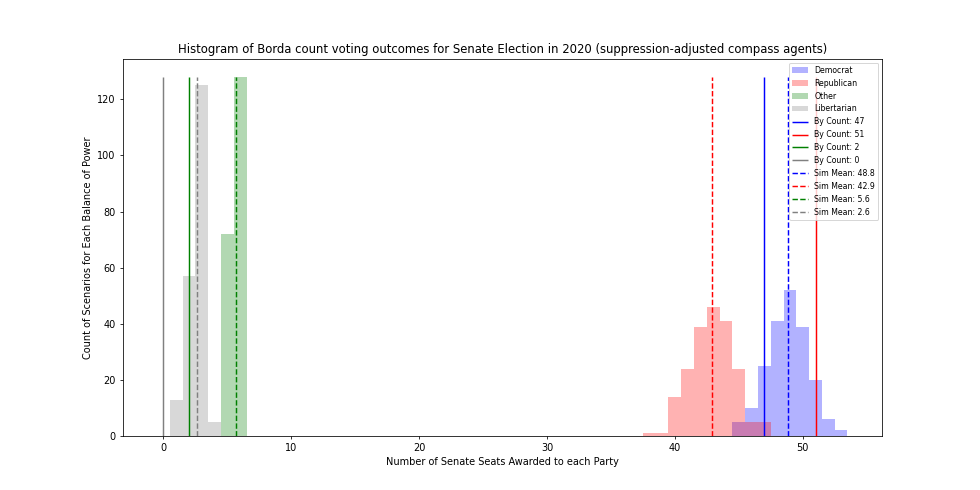 Histogram of Borda count voting outcomes for Senate Election in 2020 (suppression-adjusted compass agents)
Count of Scenarios for Each Balance of Power
120
100
80
60
40
20
0
0
10
20
30
40
50
Number of Senate Seats Awarded to each Party
Democrat
Republican
Other
Libertarian
By Count: 47
By Count: 51
By Count: 2
By Count: 0
Sim Mean: 48.8
Sim Mean: 42.9
Sim Mean: 5.6
Sim Mean: 2.6